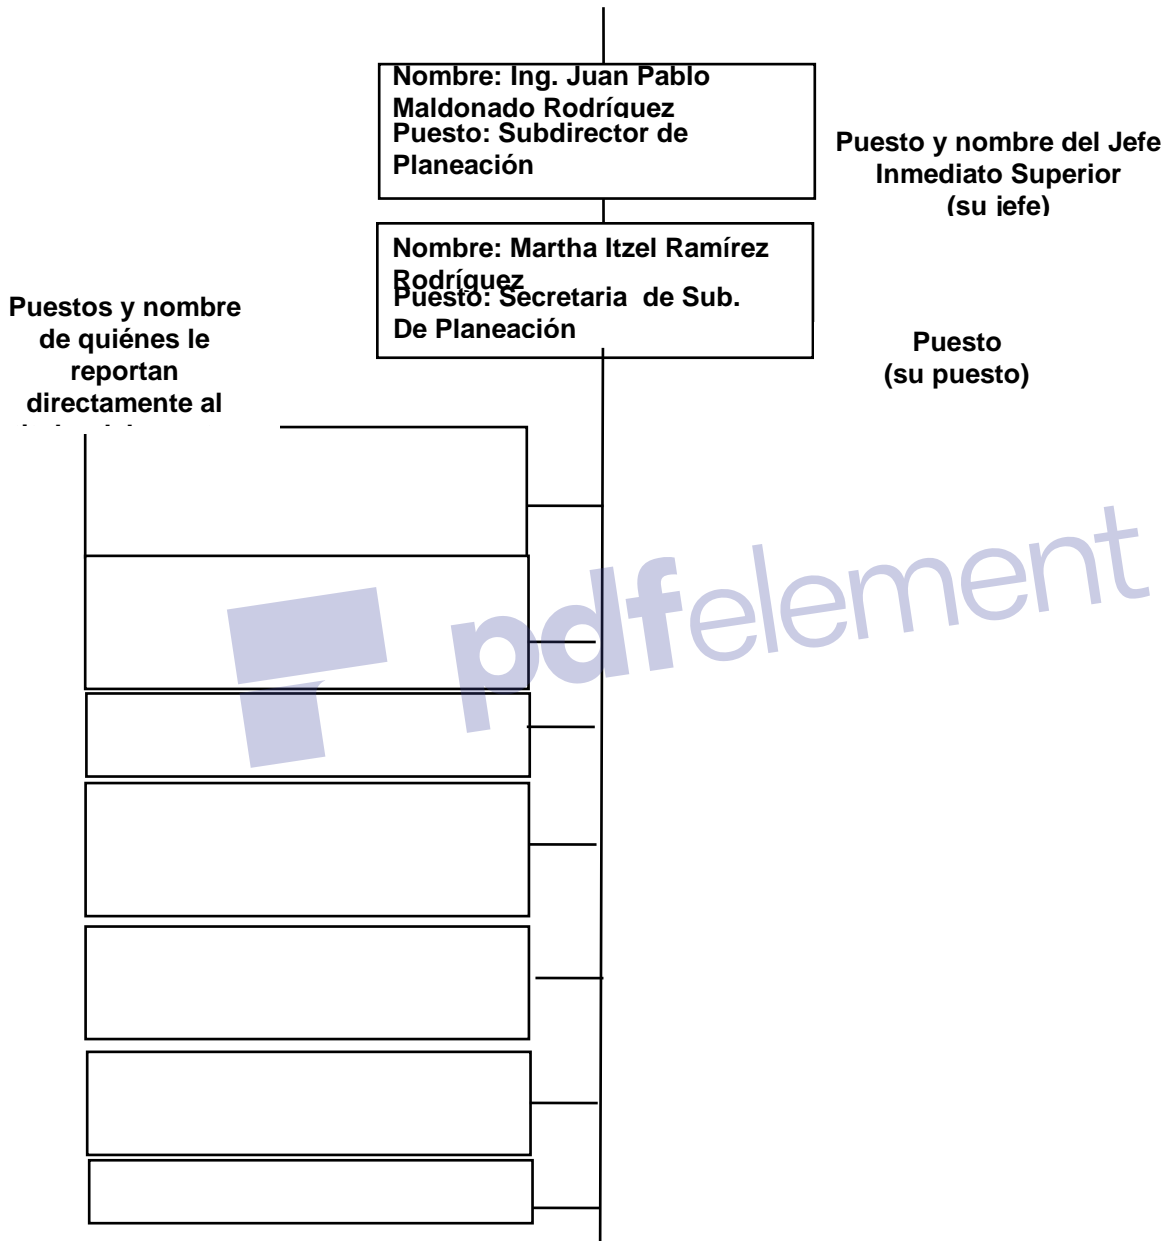 Nombre: Ing. Juan Pablo
Maldonado Rodríguez
Puesto: Subdirector de
Planeación
Puesto y nombre del Jefe
Inmediato Superior
(su jefe)
Nombre: Martha Itzel Ramírez
Rodríguez
Puesto: Secretaria de Sub.
De Planeación
Puestos y nombre
de quiénes le
reportan
directamente al
Puesto
(su puesto)
pdfelement